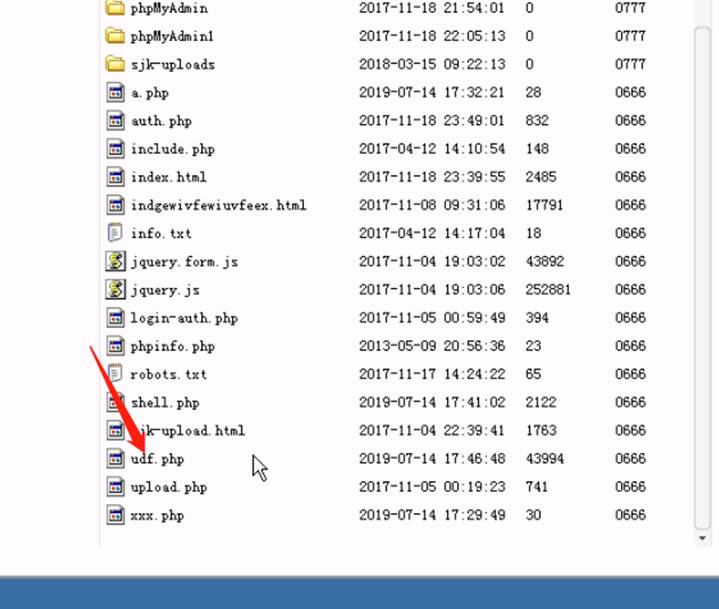 phpMyAdmin 2017-11-18 21:54:01 0 0777
phpMyAdmin1 2017-11-18 22:05:13 0 0777
sjk-uploads 2018-03-15 09:22:13 0 0777
a.php 2019-07-14 17:32:21 28 0666
auth.php 2017-11-18 23:49:01 832 0666
include.php 2017-04-12 14:10:54 148 0666
index.html 2017-11-18 23:39:55 2485 0666
indgewivfewiuvfeex.html 2017-11-08 09:31:06 17791 0666
info.txt 2017-04-12 14:17:04 18 0666
jquery.form.js 2017-11-04 19:03:02 43892 0666
jquery.js 2017-11-04 19:03:06 252881 0666
login-auth.php 2017-11-05 00:59:49 394 0666
phpinfo.php 2013-05-09 20:56:36 23 0666
robots.txt 2017-11-17 14:24:22 65 0666
shell.php 2019-07-14 17:41:02 2122 0666
jk-upload.html 2017-11-04 22:39:41 1763 0666
udf.php 2019-07-14 17:46:48 43994 0666
upload.php 2017-11-05 00:19:23 741 0666
xxx.php 2019-07-14 17:29:49 30 0666